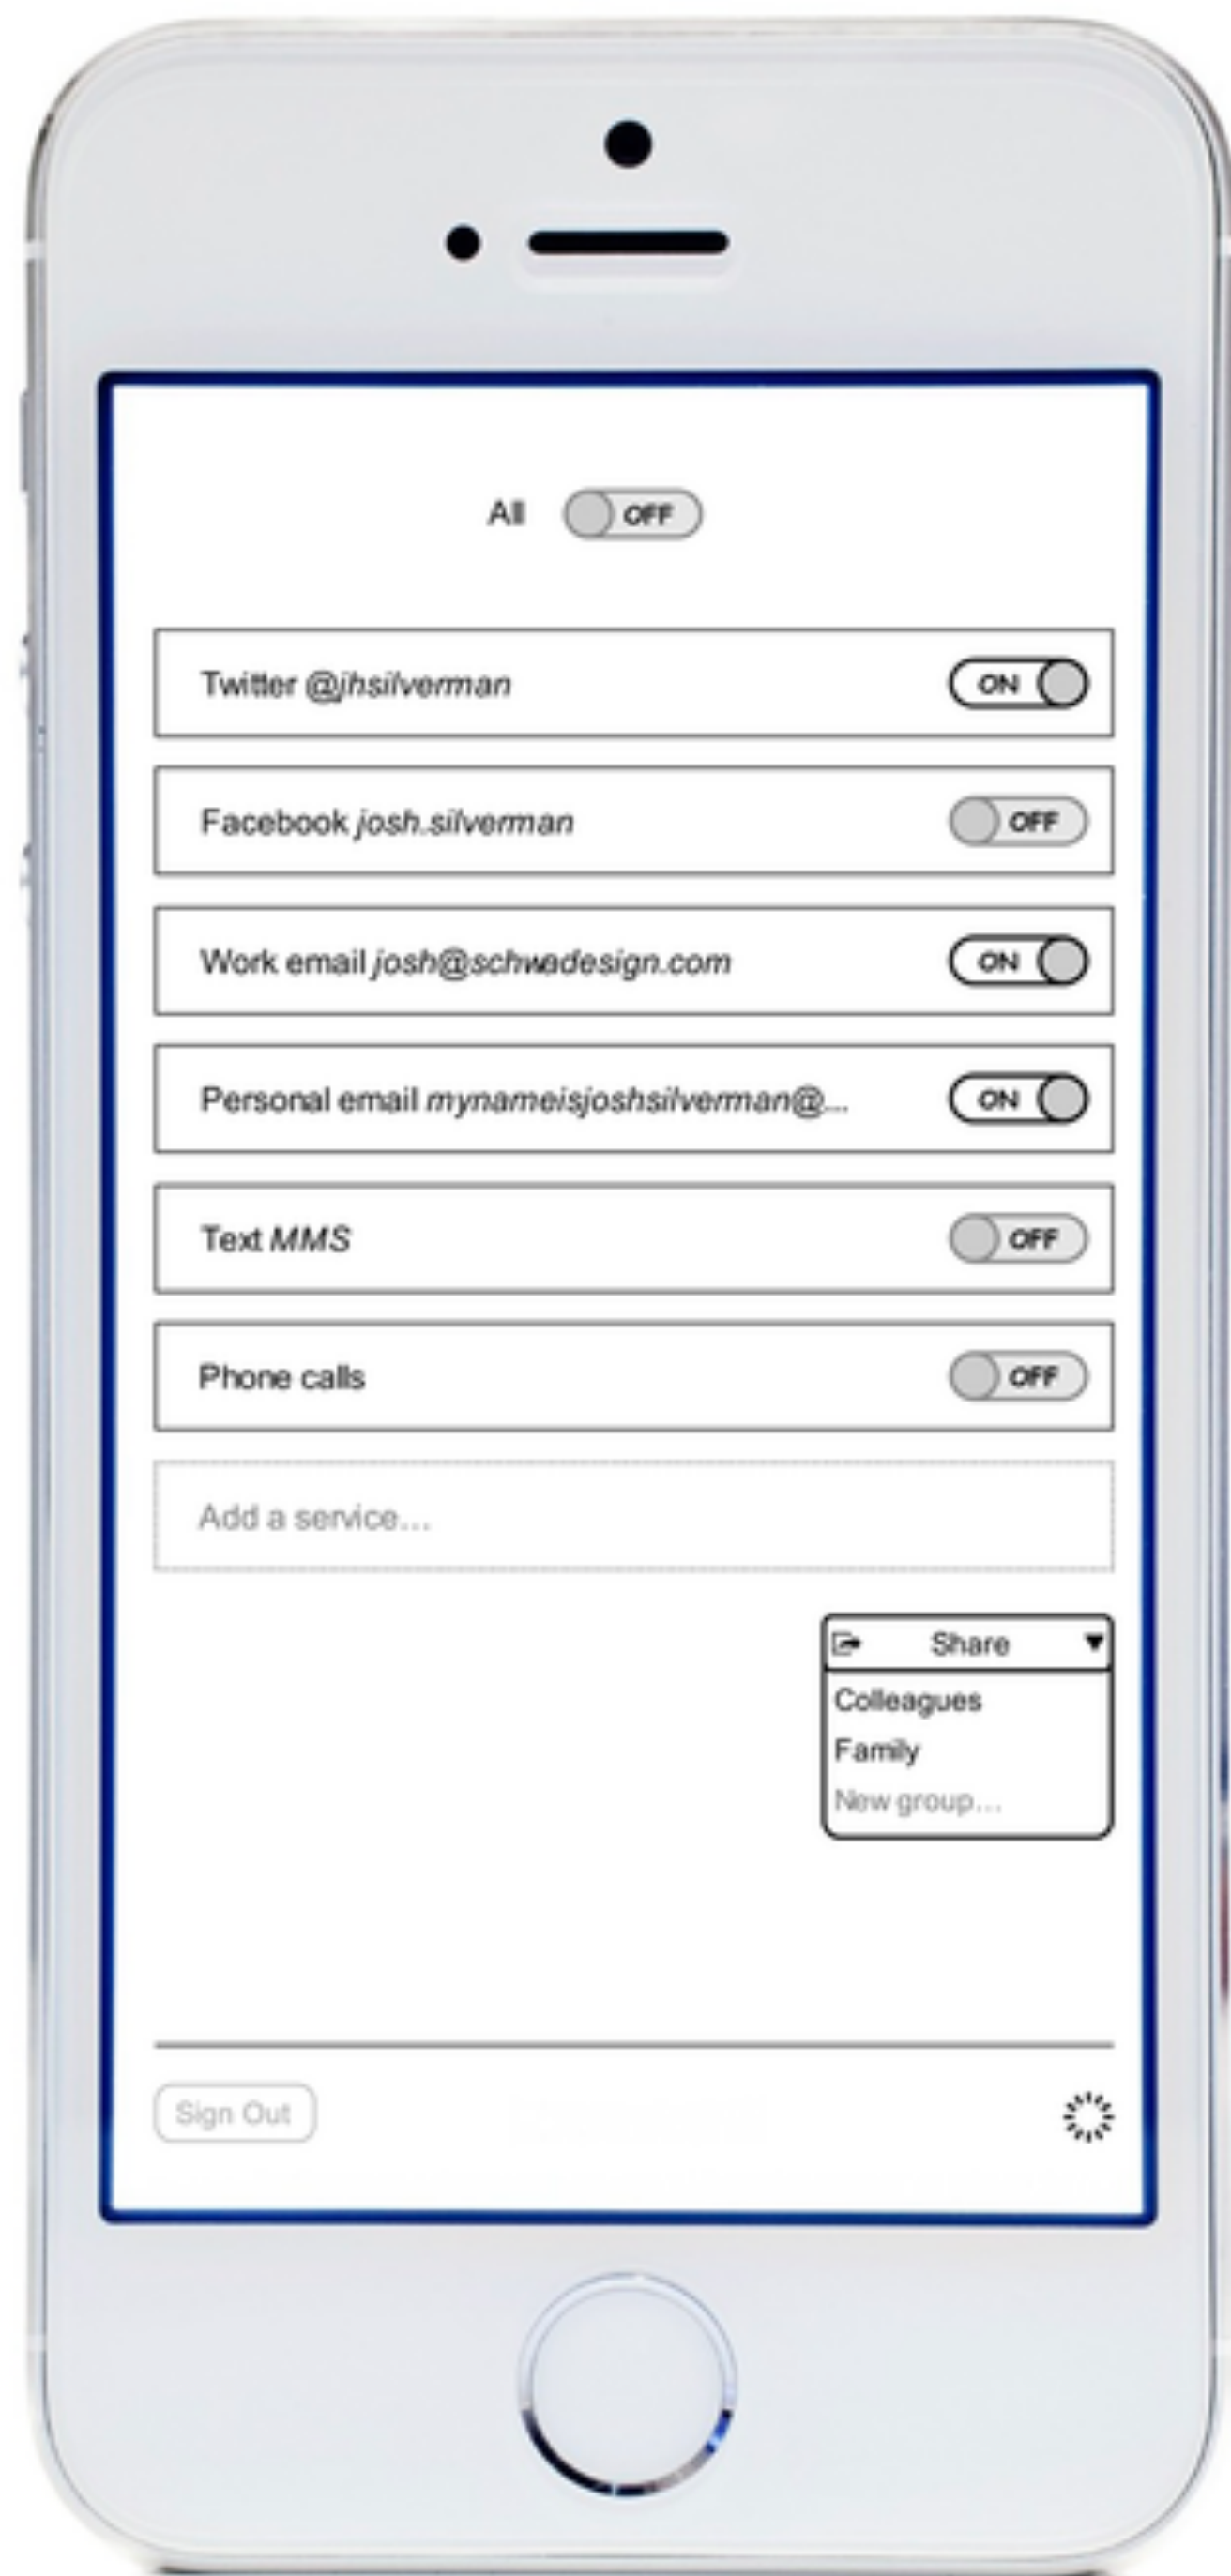 All OFF
Twitter @jhsilverman ON
Facebook josh.silverman OFF
Work email josh@schwadesign.com ON
Personal email mynameisjoshsilverman@... ON
Text MMS OFF
Phone calls OFF
Add a service...
Share
Colleagues
Family
New group...
Sign Out